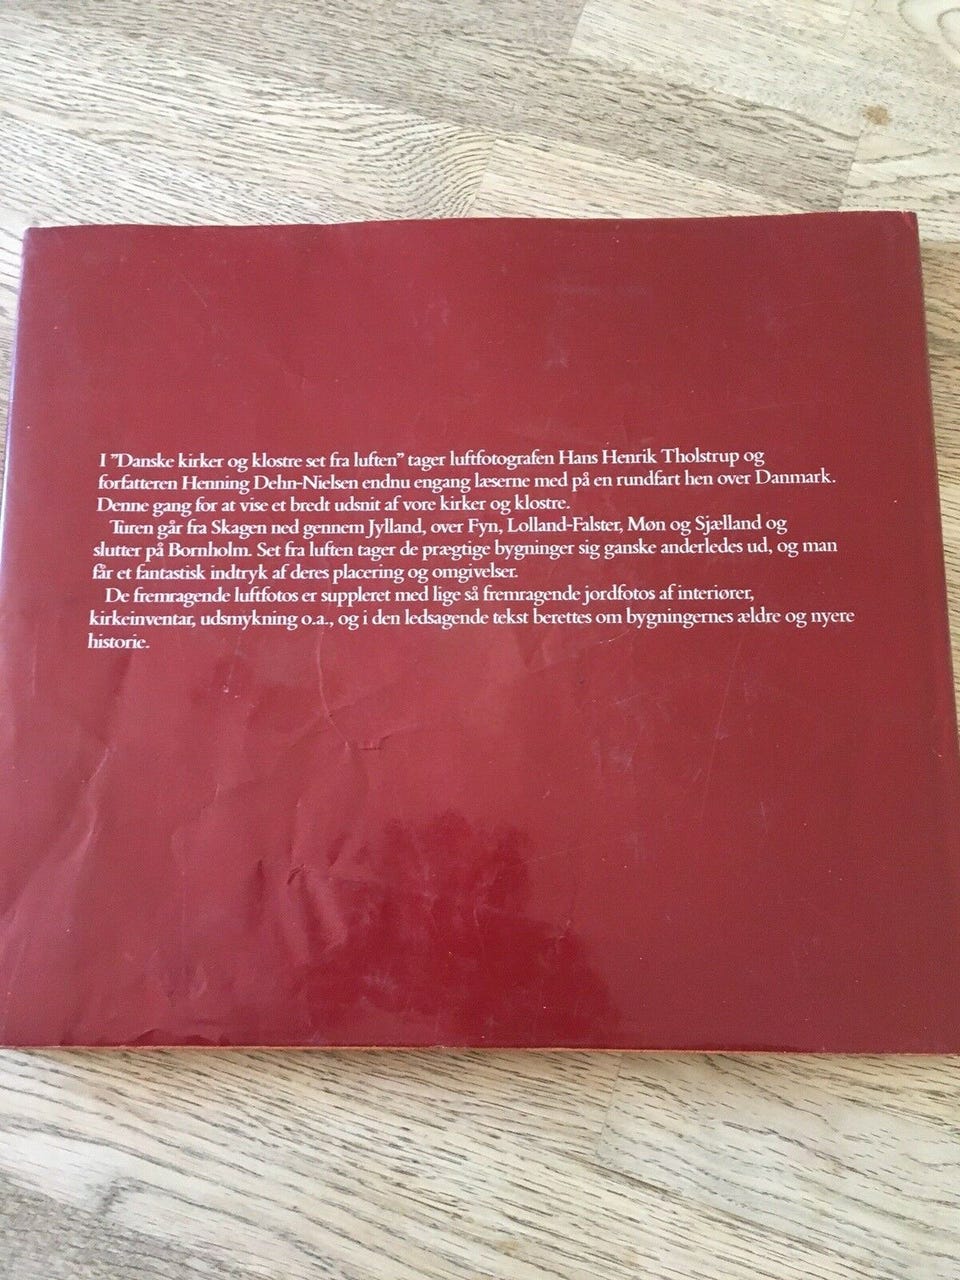 I ”Danske kirker og klostre set fra luften” tager luftfotografen Hans Henrik Tholstrup og
forfatteren Henning Dehn-Nielsen endnu engang læserne med på en rundfart hen over Danmark.
Denne gang for at vise et bredt udsnit af vore kirker og klostre.
Turen går fra Skagen ned gennem Jylland, over Fyn, Lolland-Falster, Møn og Sjælland og
slutter på Bornholm. Set fra luften tager de prægtige bygninger sig ganske anderledes ud, og man
får et fantastisk indtryk af deres placering og omgivelser.
De fremragende luftfotos er suppleret med lige så fremragende jordfotos af interiører,
kirkeinventar, udsmykning o.a., og i den ledsagende tekst berettes om bygningernes ældre og nyere
historie.